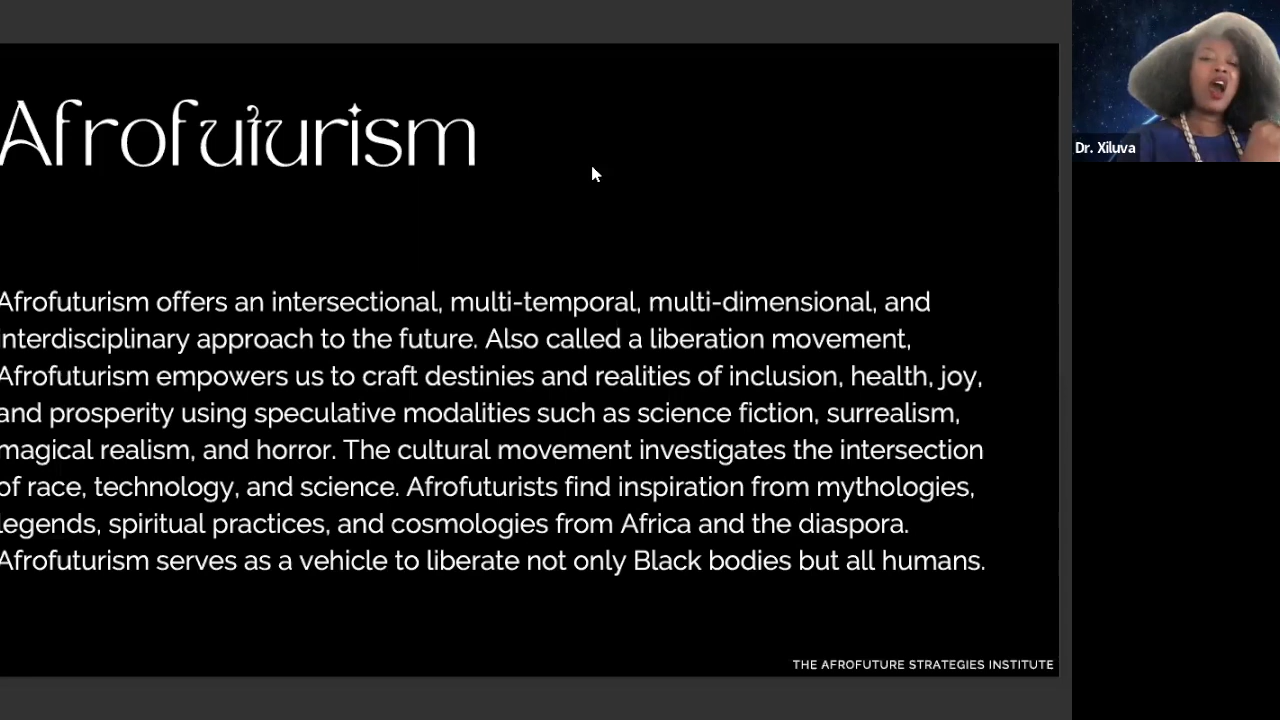 Afrofuturism
Dr. Xiluva
Afrofuturism offers an intersectional, multi-temporal, multi-dimensional, and
interdisciplinary approach to the future. Also called a liberation movement,
Afrofuturism empowers us to craft destinies and realities of inclusion, health, joy,
and prosperity using speculative modalities such as science fiction, surrealism,
magical realism, and horror. The cultural movement investigates the intersection
of race, technology, and science. Afrofuturists find inspiration from mythologies,
legends, spiritual practices, and cosmologies from Africa and the diaspora.
Afrofuturism serves as a vehicle to liberate not only Black bodies but all humans.
THE AFROFUTURE STRATEGIES INSTITUTE